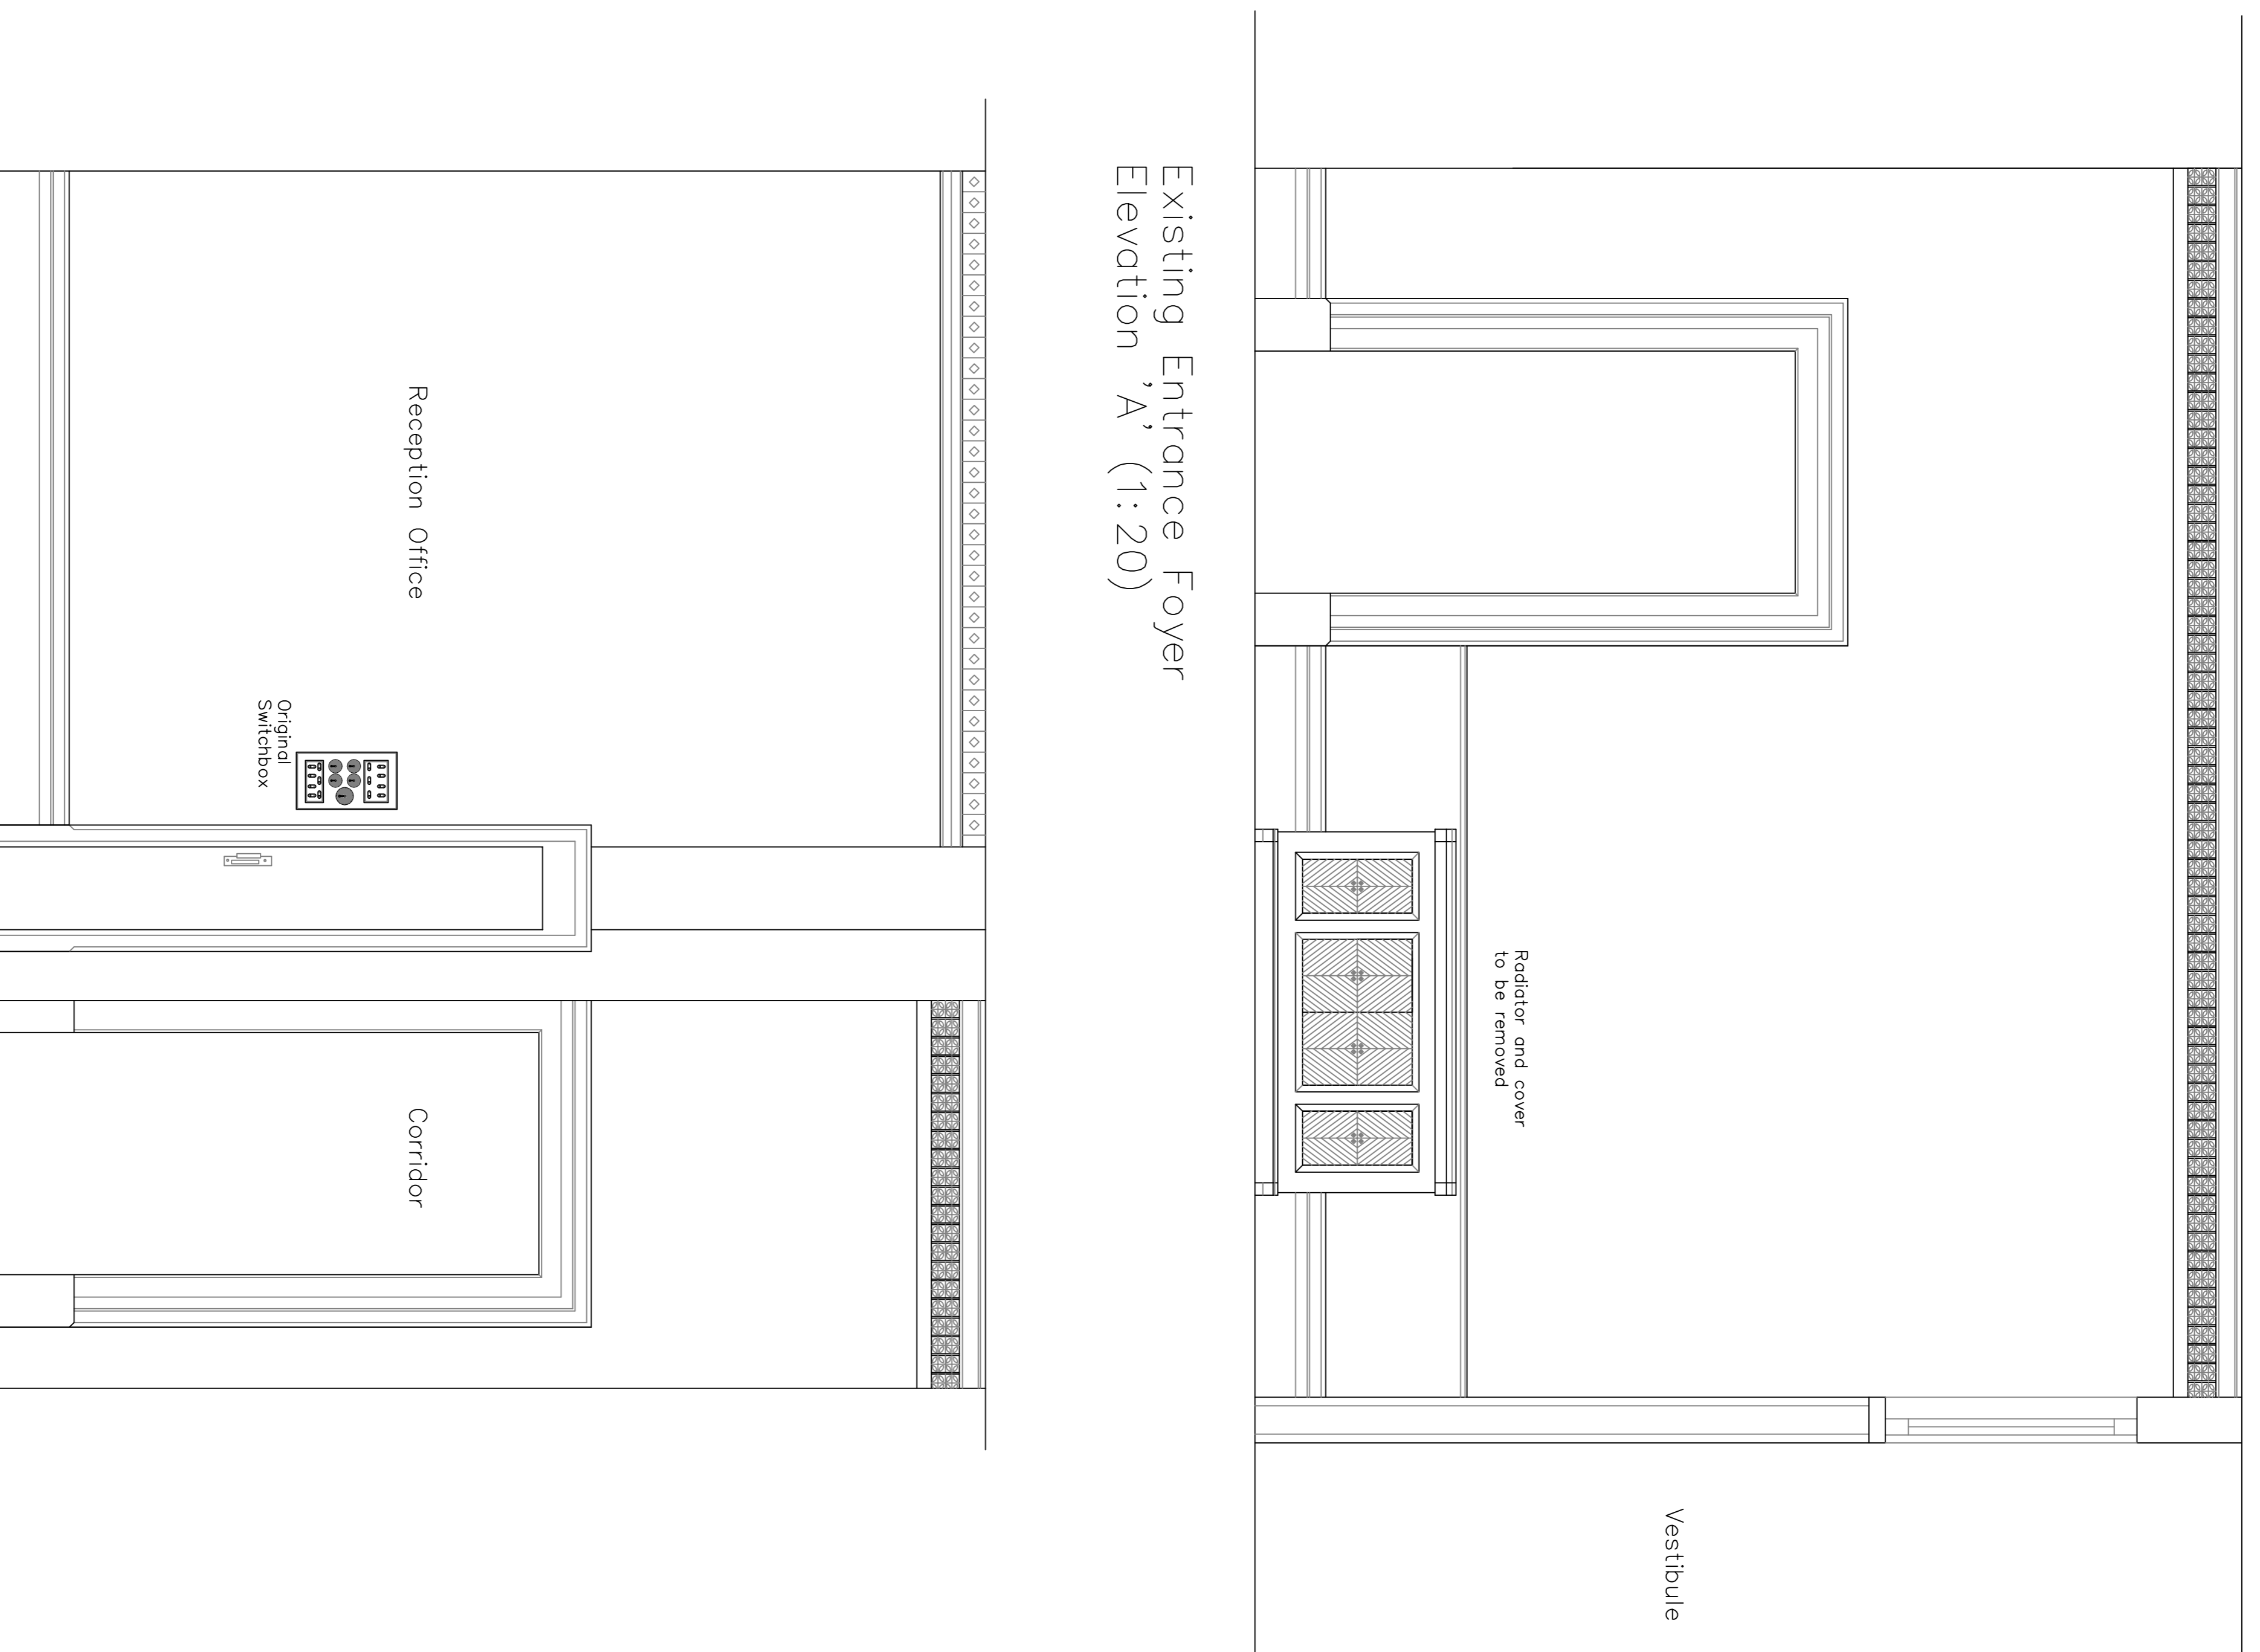 Vestibule
Radiator and cover
to be removed
Existing Entrance Foyer
Elevation 'A' (1:20)
Reception Office
Corridor
Original
Switchbox